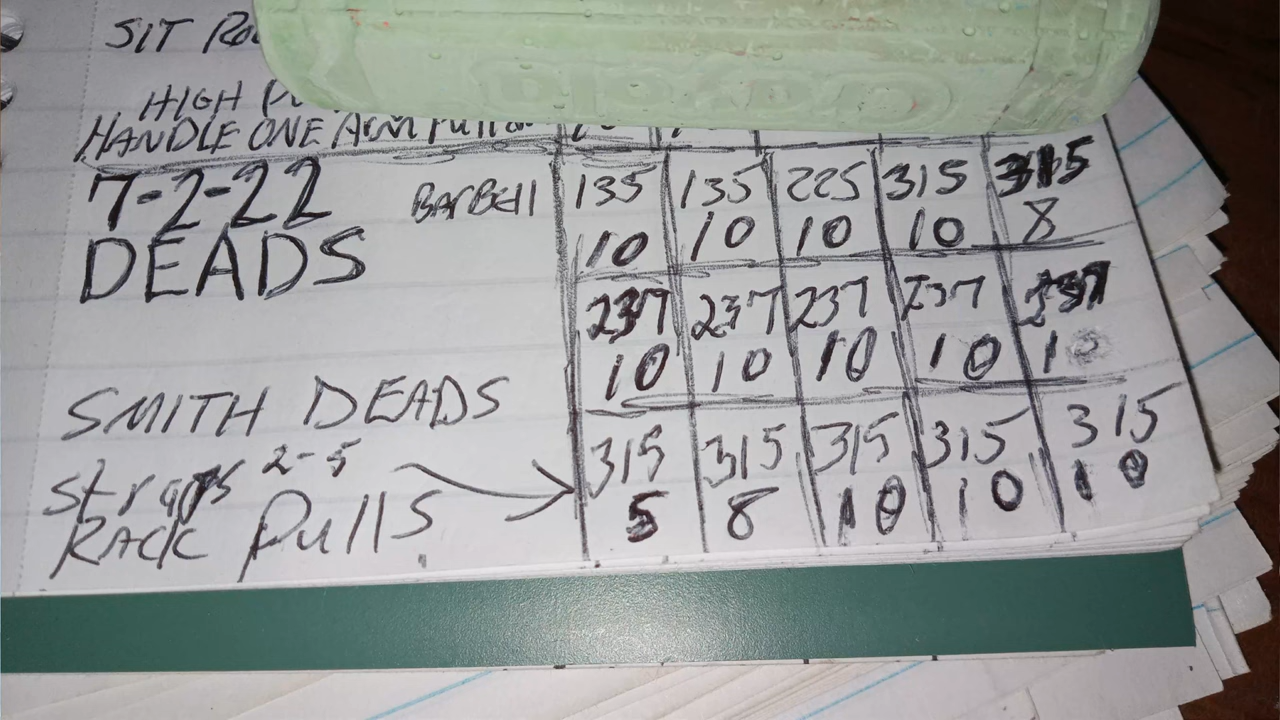 SIT
HIGH
HANDLE ONE ARM Pull
7-2-22 BARBEll 135 135 225 315 315
DEADS 10 10 10 10 8
237 237 237 237 237
10 10 10 10 10
SMITH DEADS
straps 2-5 315 315 315 315 315
RACK Pulls 5 8 10 10 10